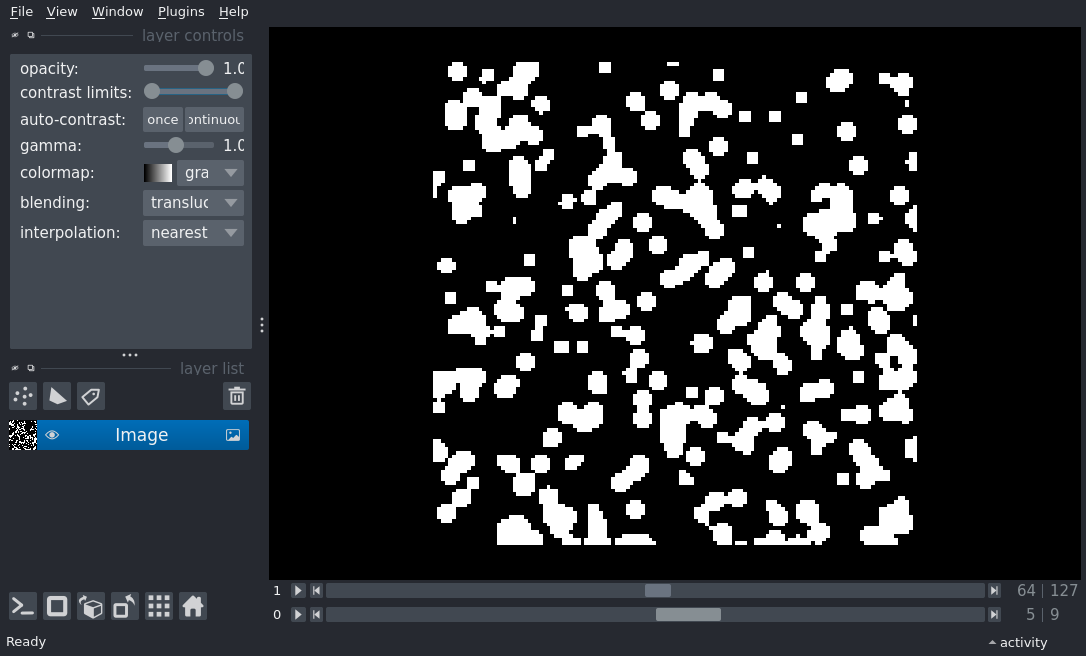 File View Window Plugins Help
layer controls
opacity: 1.0
contrast limits:
auto-contrast: once ontinuou
gamma: 1.0
colormap: gra
blending: transluc
interpolation: nearest
layer list
Image
1 64 | 127
0 5 | 9
Ready activity